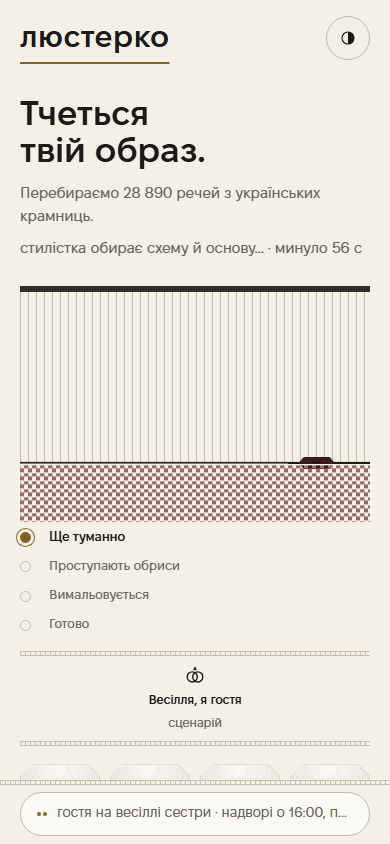 люстерко
Тчеться
твій образ.
Перебираємо 28 890 речей з українських
крамниць.
стилістка обирає схему й основу... · минуло 56 с
Ще туманно
Проступають обриси
Вимальовується
Готово
Весілля, я гостя
сценарій
гостя на весіллі сестри · надворі о 16:00, п...